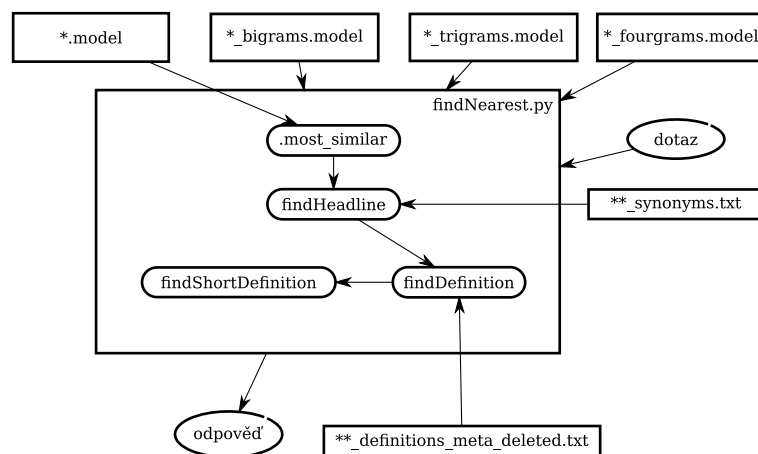 *.model
*_bigrams.model
*_trigrams.model
*_fourgrams.model
findNearest.py
.most_similar
dotaz
findHeadline
**_synonyms.txt
findShortDefinition
findDefinition
odpověď
**_definitions_meta_deleted.txt